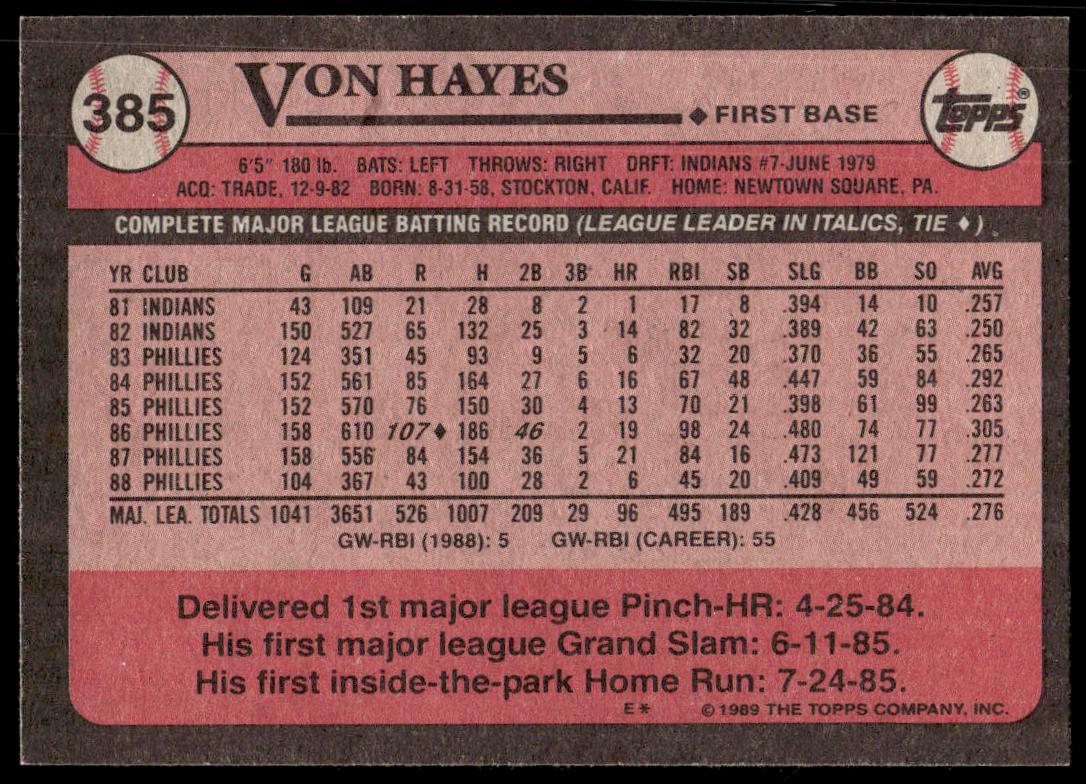 385
VON HAYES
◆ FIRST BASE
TOPPS®
6'5" 180 lb. BATS: LEFT THROWS: RIGHT DRFT: INDIANS #7-JUNE 1979
ACQ: TRADE, 12-9-82 BORN: 8-31-58, STOCKTON, CALIF. HOME: NEWTOWN SQUARE, PA.
COMPLETE MAJOR LEAGUE BATTING RECORD (LEAGUE LEADER IN ITALICS, TIE ♦)
YR CLUB G AB R H 2B 3B HR RBI SB SLG BB SO AVG
81 INDIANS 43 109 21 28 8 2 1 17 8 .394 14 10 .257
82 INDIANS 150 527 65 132 25 3 14 82 32 .389 42 63 .250
83 PHILLIES 124 351 45 93 9 5 6 32 20 .370 36 55 .265
84 PHILLIES 152 561 85 164 27 6 16 67 48 .447 59 84 .292
85 PHILLIES 152 570 76 150 30 4 13 70 21 .398 61 99 .263
86 PHILLIES 158 610 107♦ 186 46 2 19 98 24 .480 74 77 .305
87 PHILLIES 158 556 84 154 36 5 21 84 16 .473 121 77 .277
88 PHILLIES 104 367 43 100 28 2 6 45 20 .409 49 59 .272
MAJ. LEA. TOTALS 1041 3651 526 1007 209 29 96 495 189 .428 456 524 .276
GW-RBI (1988): 5 GW-RBI (CAREER): 55
Delivered 1st major league Pinch-HR: 4-25-84.
His first major league Grand Slam: 6-11-85.
His first inside-the-park Home Run: 7-24-85.
E* © 1989 THE TOPPS COMPANY, INC.